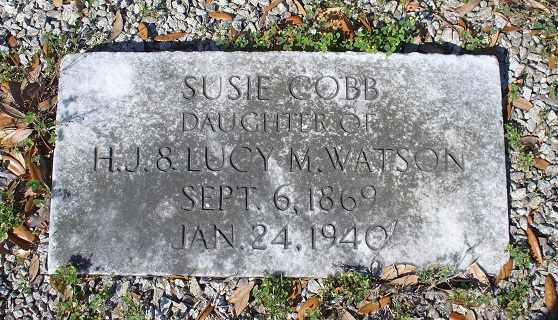 SUSIE COBB
DAUGHTER OF
H.J. & LUCY M. WATSON
SEPT. 6, 1869
JAN. 24, 1940